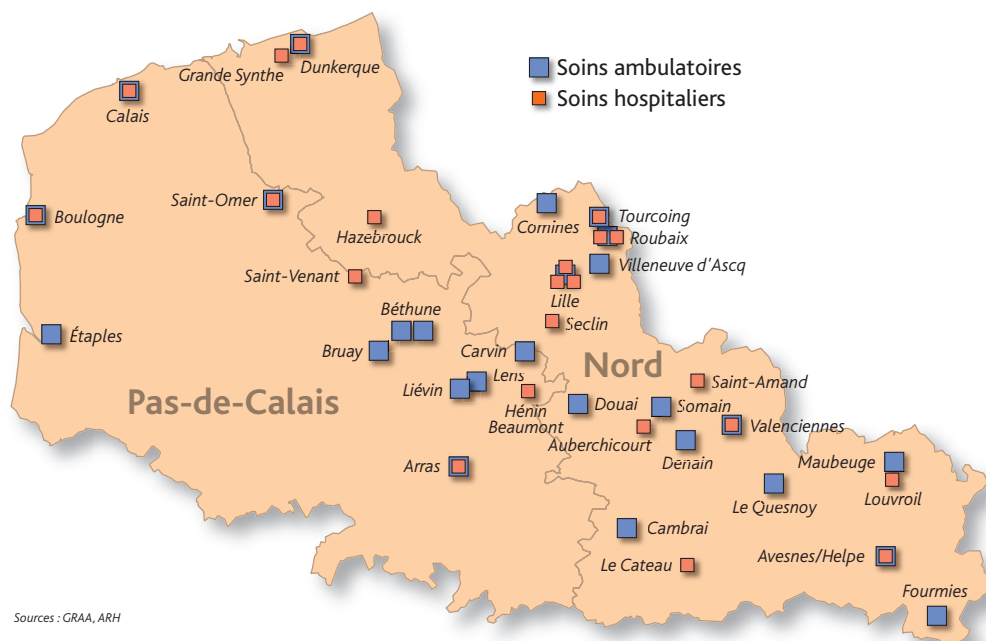 Dunkerque
Grande Synthe
Soins ambulatoires
Soins hospitaliers
Calais
Saint-Omer
Boulogne
Hazebrouck
Comines
Tourcoing
Roubaix
Villeneuve d'Ascq
Saint-Venant
Lille
Béthune
Seclin
Étaples
Bruay
Carvin
Nord
Lens
Liévin
Saint-Amand
Pas-de-Calais
Hénin
Beaumont
Douai
Somain
Auberchicourt
Valenciennes
Denain
Arras
Maubeuge
Louvroil
Le Quesnoy
Cambrai
Le Cateau
Avesnes/Helpe
Fourmies
Sources : GRAA, ARH